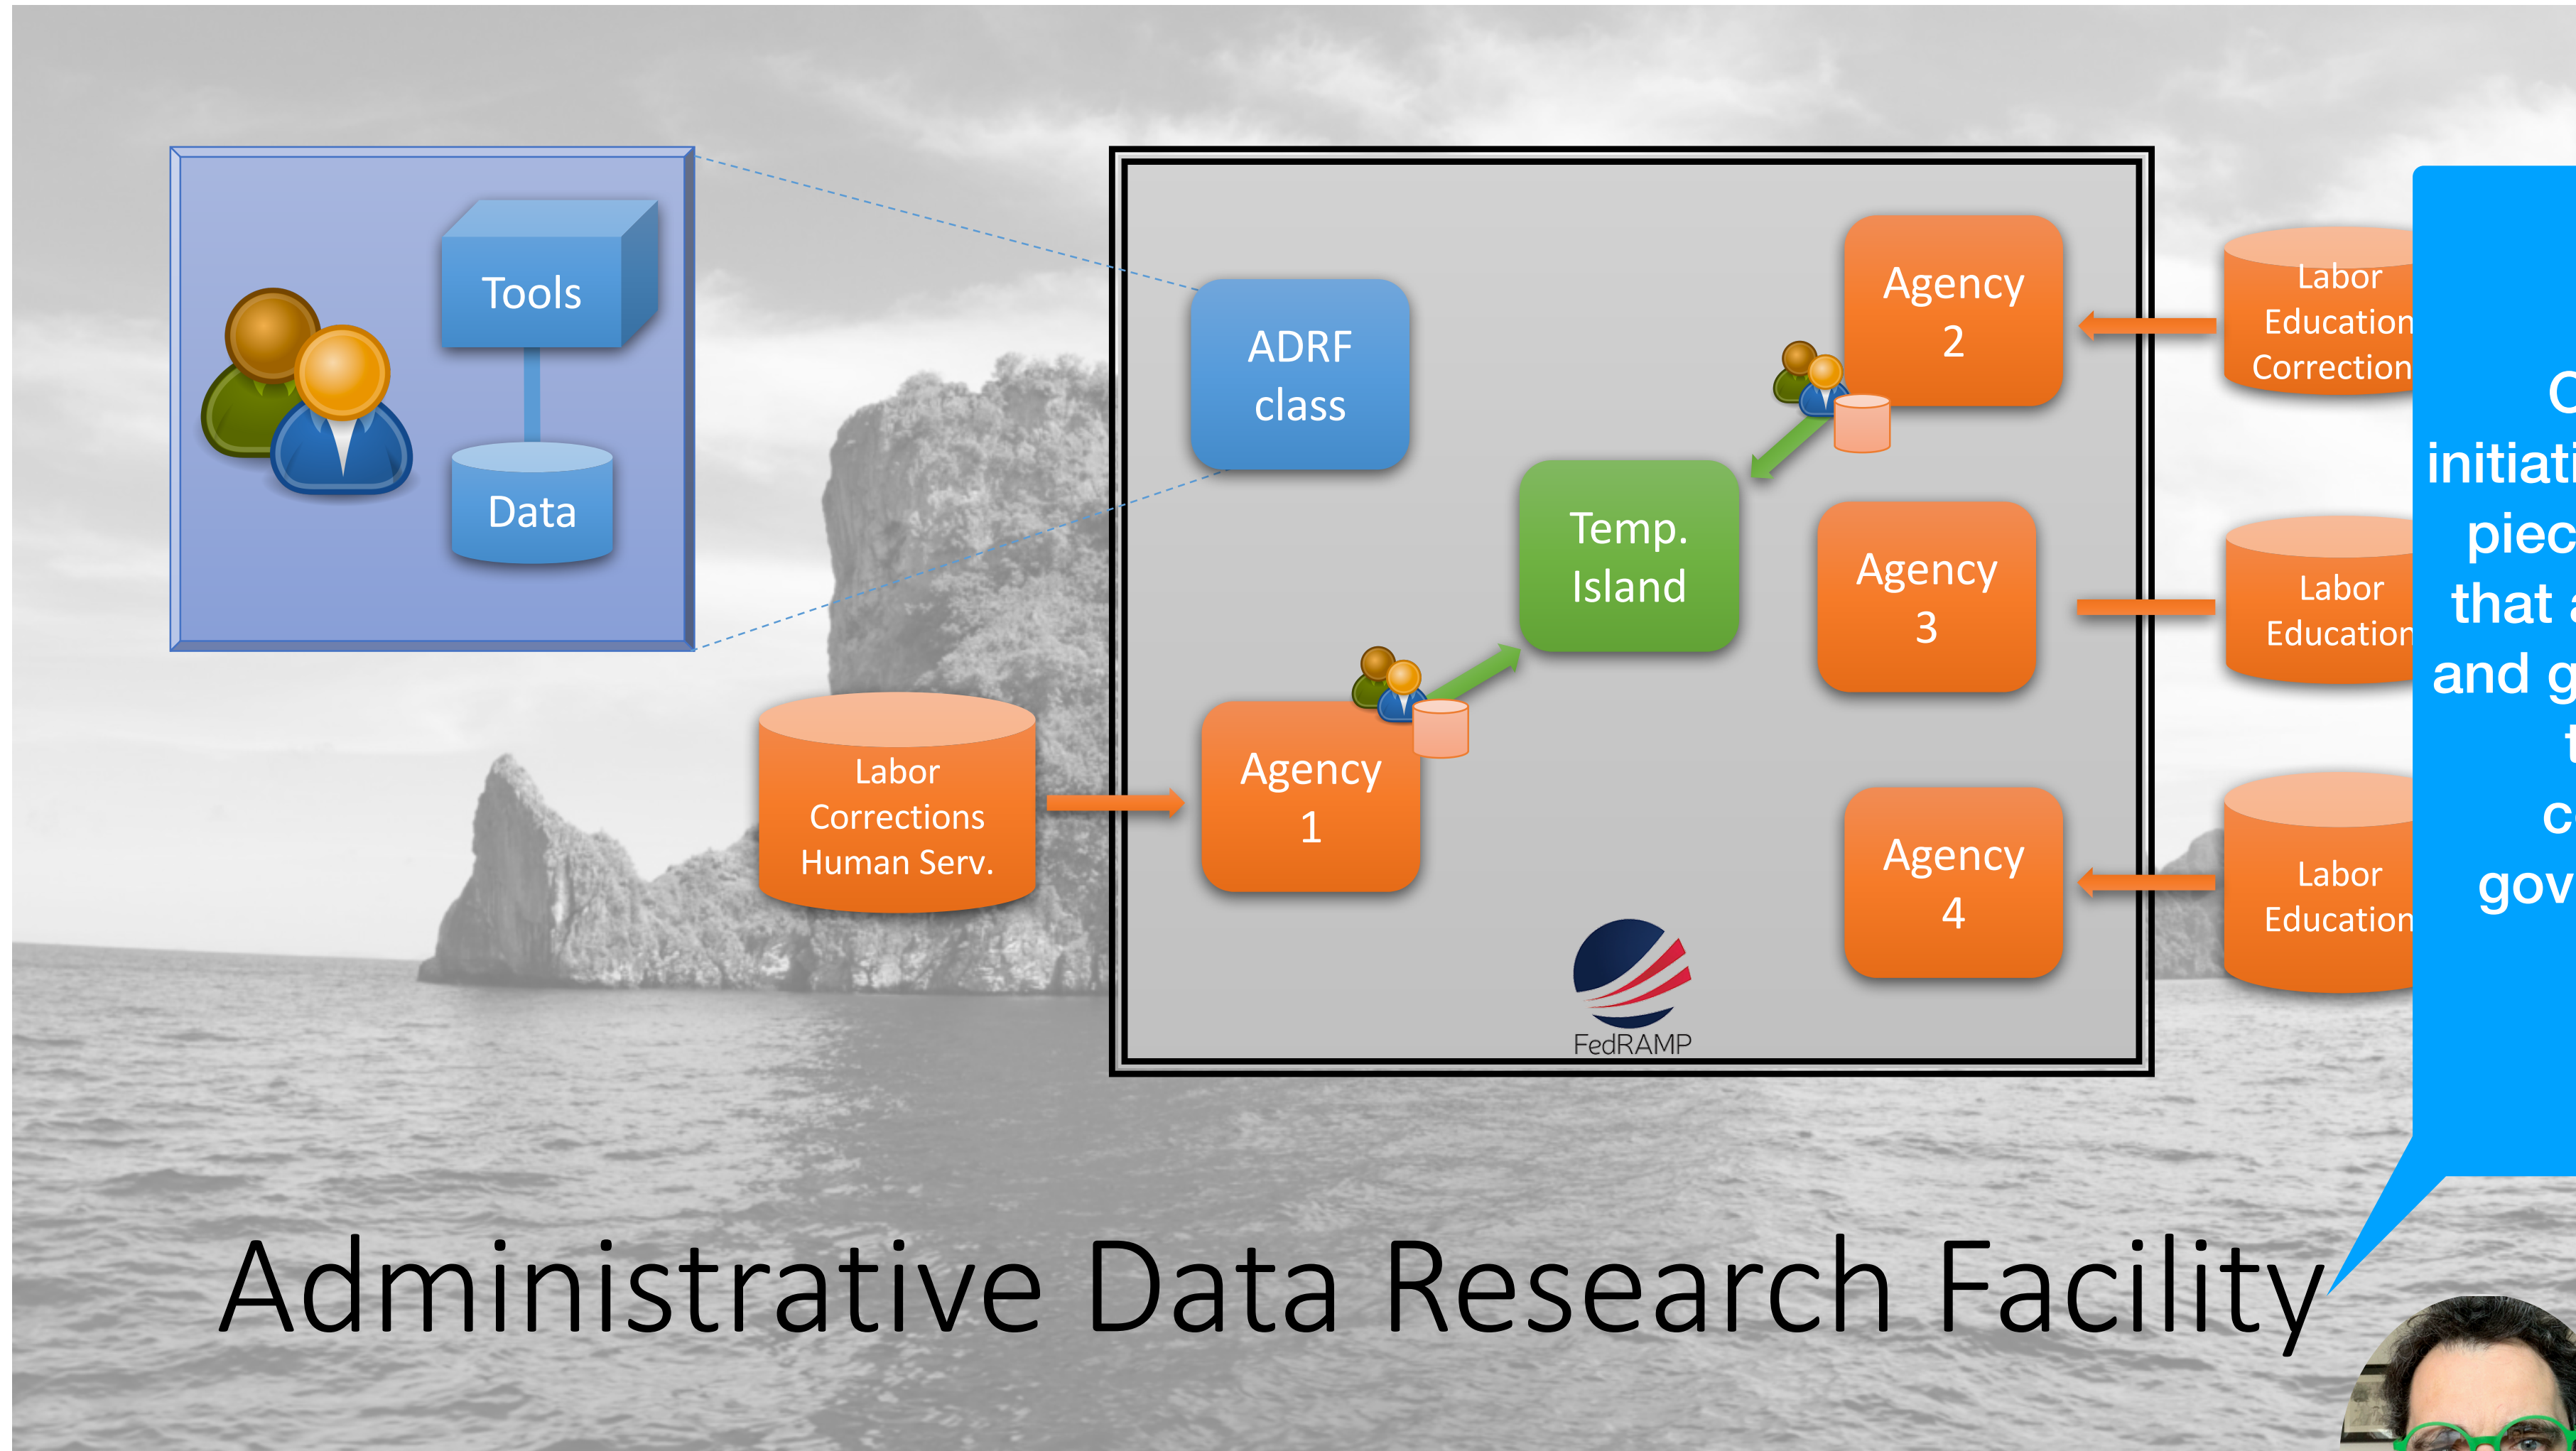 Tools
Data
ADRF
class
Agency
2
Labor
Education
Correction
Temp.
Island
Agency
3
Labor
Education
Labor
Corrections
Human Serv.
Agency
1
Agency
4
Labor
Education
FedRAMP
initiati
piec
that
and g
gov
Administrative Data Research Facility